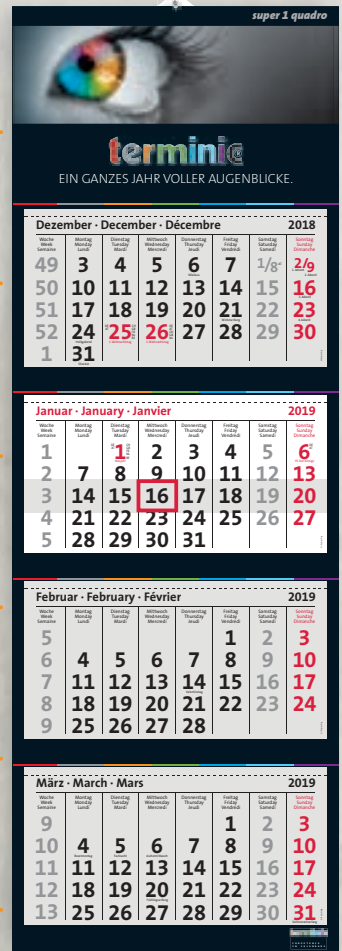 super 1 quadro
terminic
EIN GANZES JAHR VOLLER AUGENBLICKE.
Dezember · December · Décembre 2018
Woche Montag Dienstag Mittwoch Donnerstag Freitag Samstag Sonntag
Week Monday Tuesday Wednesday Thursday Friday Saturday Sunday
Semaine Lundi Mardi Mercredi Jeudi Vendredi Samedi Dimanche
49 3 4 5 6 7 1/8 2/9
50 10 11 12 13 14 15 16
51 17 18 19 20 21 22 23
52 24 25 26 27 28 29 30
1 31
Januar · January · Janvier 2019
Woche Montag Dienstag Mittwoch Donnerstag Freitag Samstag Sonntag
Week Monday Tuesday Wednesday Thursday Friday Saturday Sunday
Semaine Lundi Mardi Mercredi Jeudi Vendredi Samedi Dimanche
1 1 2 3 4 5 6
2 7 8 9 10 11 12 13
3 14 15 16 17 18 19 20
4 21 22 23 24 25 26 27
5 28 29 30 31
Februar · February · Février 2019
Woche Montag Dienstag Mittwoch Donnerstag Freitag Samstag Sonntag
Week Monday Tuesday Wednesday Thursday Friday Saturday Sunday
Semaine Lundi Mardi Mercredi Jeudi Vendredi Samedi Dimanche
5 1 2 3
6 4 5 6 7 8 9 10
7 11 12 13 14 15 16 17
8 18 19 20 21 22 23 24
9 25 26 27 28
März · March · Mars 2019
Woche Montag Dienstag Mittwoch Donnerstag Freitag Samstag Sonntag
Week Monday Tuesday Wednesday Thursday Friday Saturday Sunday
Semaine Lundi Mardi Mercredi Jeudi Vendredi Samedi Dimanche
9 1 2 3
10 4 5 6 7 8 9 10
11 11 12 13 14 15 16 17
12 18 19 20 21 22 23 24
13 25 26 27 28 29 30 31